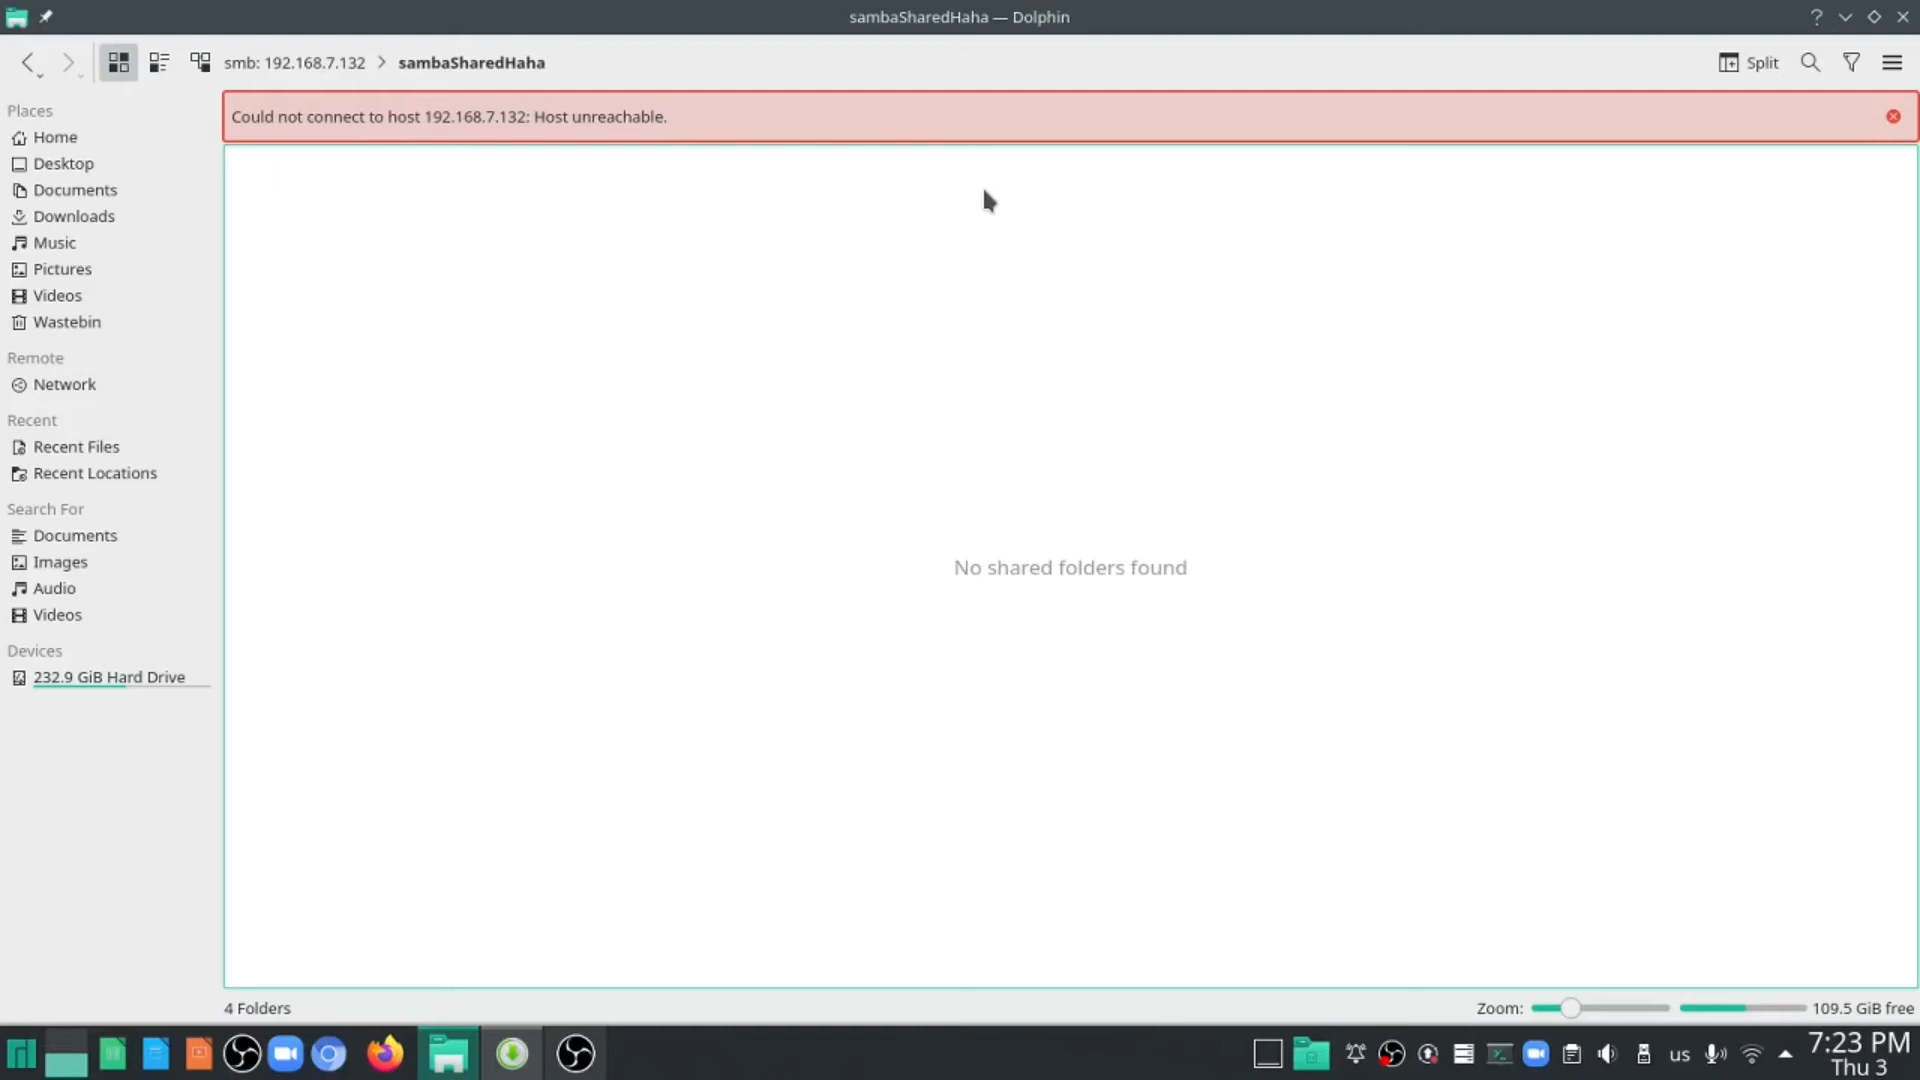 sambaSharedHaha — Dolphin
smb: 192.168.7.132 > sambaSharedHaha
Split
Places
Home
Desktop
Documents
Downloads
Music
Pictures
Videos
Wastebin
Remote
Network
Recent
Recent Files
Recent Locations
Search For
Documents
Images
Audio
Videos
Devices
232.9 GiB Hard Drive
Could not connect to host 192.168.7.132: Host unreachable.
No shared folders found
4 Folders
Zoom:
109.5 GiB free
us
7:23 PM
Thu 3